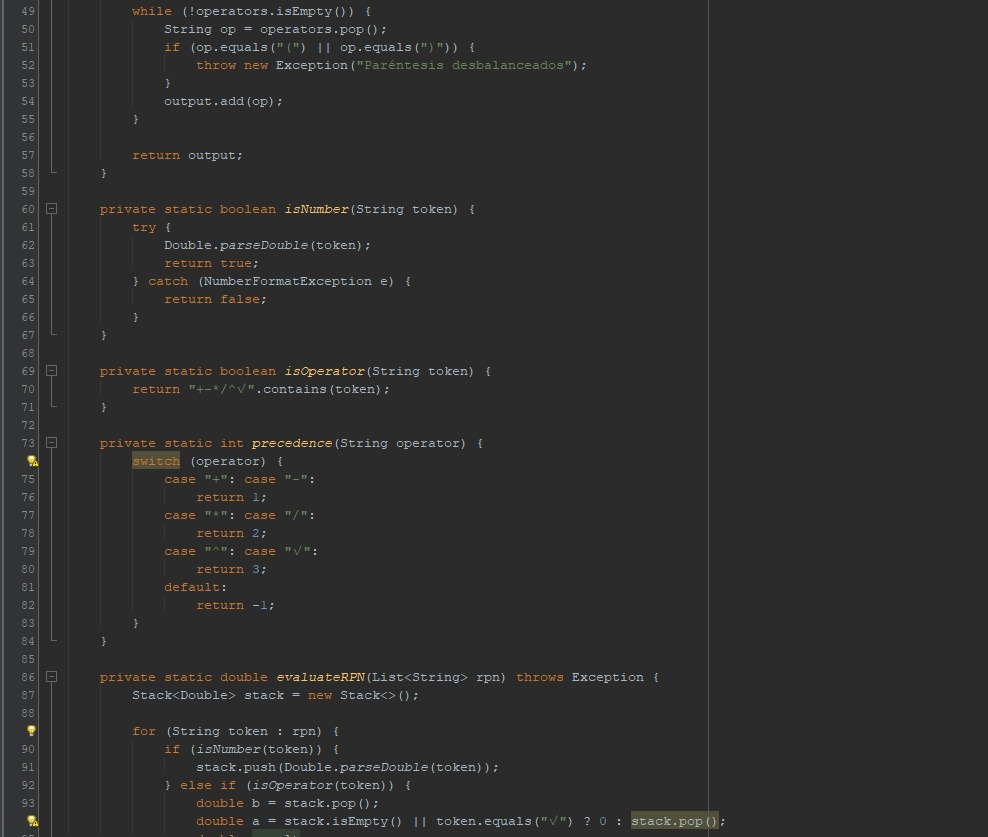 49 while (!operators.isEmpty()) {
50 String op = operators.pop();
51 if (op.equals("(") || op.equals(")")) {
52 throw new Exception("Paréntesis desbalanceados");
53 }
54 output.add(op);
55 }
56
57 return output;
58 }
59
60 private static boolean isNumber(String token) {
61 try {
62 Double.parseDouble(token);
63 return true;
64 } catch (NumberFormatException e) {
65 return false;
66 }
67 }
68
69 private static boolean isOperator(String token) {
70 return "+-*/^√".contains(token);
71 }
72
73 private static int precedence(String operator) {
switch (operator) {
75 case "+": case "-":
76 return 1;
77 case "*": case "/":
78 return 2;
79 case "^": case "√":
80 return 3;
81 default:
82 return -1;
83 }
84 }
85
86 private static double evaluateRPN(List<String> rpn) throws Exception {
87 Stack<Double> stack = new Stack<>();
88
for (String token : rpn) {
90 if (isNumber(token)) {
91 stack.push(Double.parseDouble(token));
92 } else if (isOperator(token)) {
93 double b = stack.pop();
double a = stack.isEmpty() || token.equals("√") ? 0 : stack.pop();